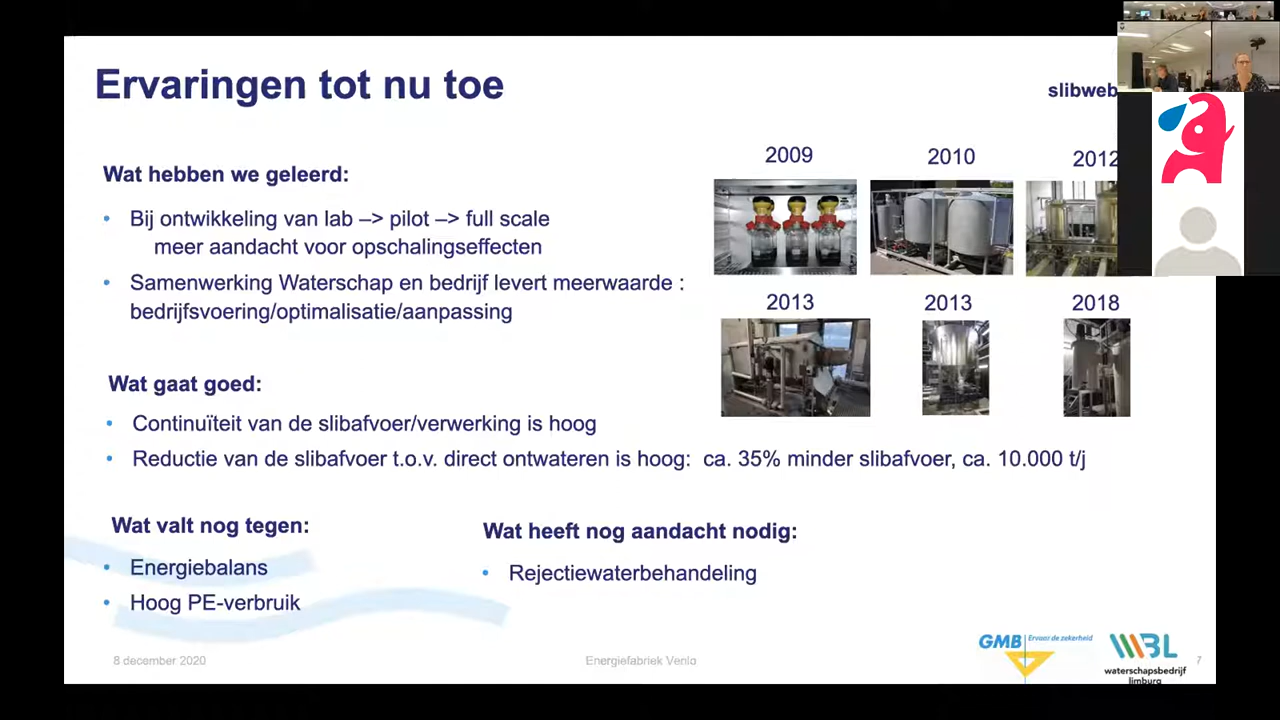 Ervaringen tot nu toe
slibweb
Wat hebben we geleerd:
• Bij ontwikkeling van lab –> pilot –> full scale
meer aandacht voor opschalingseffecten
• Samenwerking Waterschap en bedrijf levert meerwaarde :
bedrijfsvoering/optimalisatie/aanpassing
2009
2010
2012
2013
2013
2018
Wat gaat goed:
• Continuïteit van de slibafvoer/verwerking is hoog
• Reductie van de slibafvoer t.o.v. direct ontwateren is hoog: ca. 35% minder slibafvoer, ca. 10.000 t/j
Wat valt nog tegen:
• Energiebalans
• Hoog PE-verbruik
Wat heeft nog aandacht nodig:
• Rejectiewaterbehandeling
8 december 2020
Energiefabriek Venlo
GMB Ervaar de zekerheid
WBL
waterschapsbedrijf
limburg
7